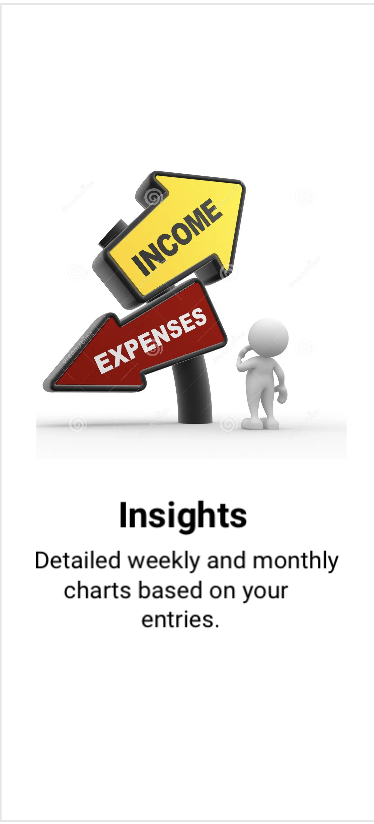 INCOME
EXPENSES
Insights
Detailed weekly and monthly
charts based on your
entries.